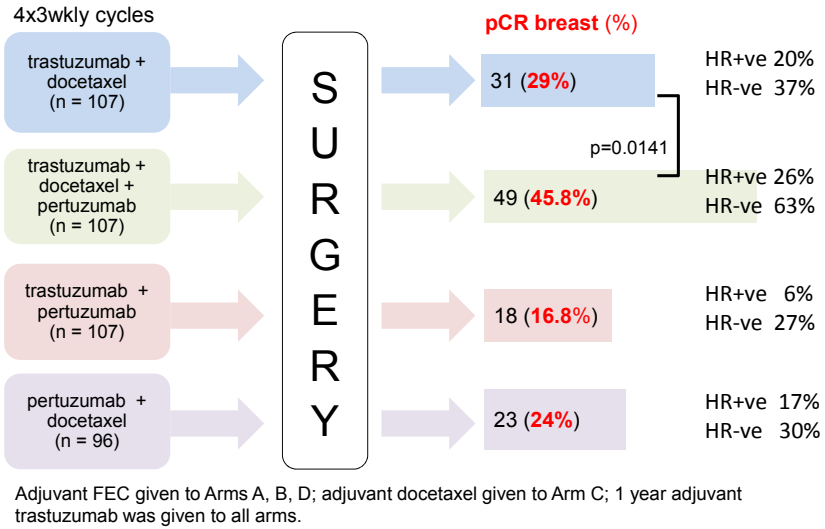 4x3wkly cycles
pCR breast (%)
trastuzumab +
docetaxel
(n = 107)
31 (29%)
HR+ve 20%
HR-ve 37%
p=0.0141
trastuzumab +
docetaxel +
pertuzumab
(n = 107)
49 (45.8%)
HR+ve 26%
HR-ve 63%
trastuzumab +
pertuzumab
(n = 107)
18 (16.8%)
HR+ve 6%
HR-ve 27%
pertuzumab +
docetaxel
(n = 96)
23 (24%)
HR+ve 17%
HR-ve 30%
S
U
R
G
E
R
Y
Adjuvant FEC given to Arms A, B, D; adjuvant docetaxel given to Arm C; 1 year adjuvant
trastuzumab was given to all arms.